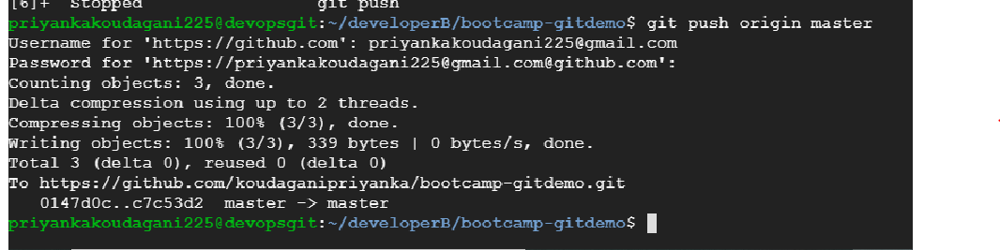 [6]+  Stopped                 git push
priyankakoudagani225@devopsgit:~/developerB/bootcamp-gitdemo$ git push origin master
Username for 'https://github.com': priyankakoudagani225@gmail.com
Password for 'https://priyankakoudagani225@gmail.com@github.com':
Counting objects: 3, done.
Delta compression using up to 2 threads.
Compressing objects: 100% (3/3), done.
Writing objects: 100% (3/3), 339 bytes | 0 bytes/s, done.
Total 3 (delta 0), reused 0 (delta 0)
To https://github.com/koudaganipriyanka/bootcamp-gitdemo.git
   0147d0c..c7c53d2  master -> master
priyankakoudagani225@devopsgit:~/developerB/bootcamp-gitdemo$